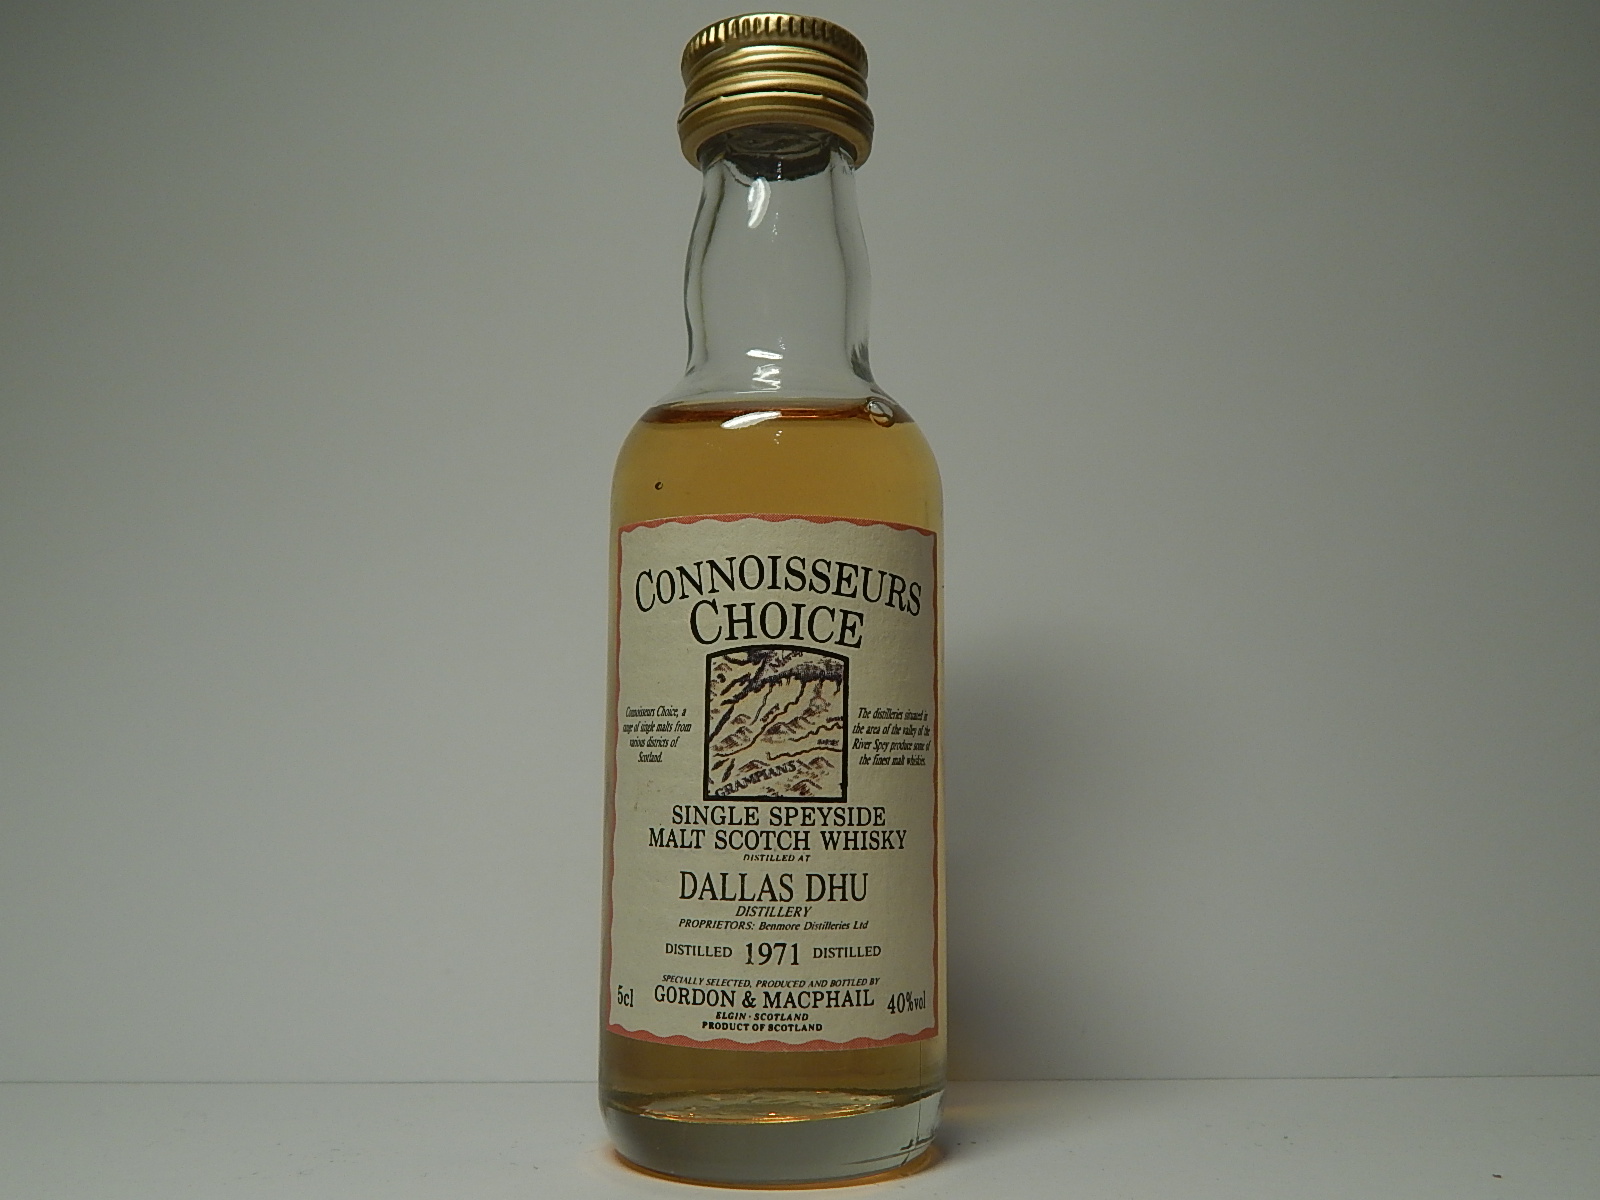 CONNOISSEURS
CHOICE
Connoisseurs Choice, a
range of single malts from
various districts of
Scotland.
The distilleries situated in
the area of the valley of the
River Spey produce some of
the finest malt whiskies.
GRAMPIANS
SINGLE SPEYSIDE
MALT SCOTCH WHISKY
DISTILLED AT
DALLAS DHU
DISTILLERY
PROPRIETORS: Benmore Distilleries Ltd
DISTILLED 1971 DISTILLED
SPECIALLY SELECTED, PRODUCED AND BOTTLED BY
5cl GORDON & MACPHAIL 40%vol
ELGIN · SCOTLAND
PRODUCT OF SCOTLAND